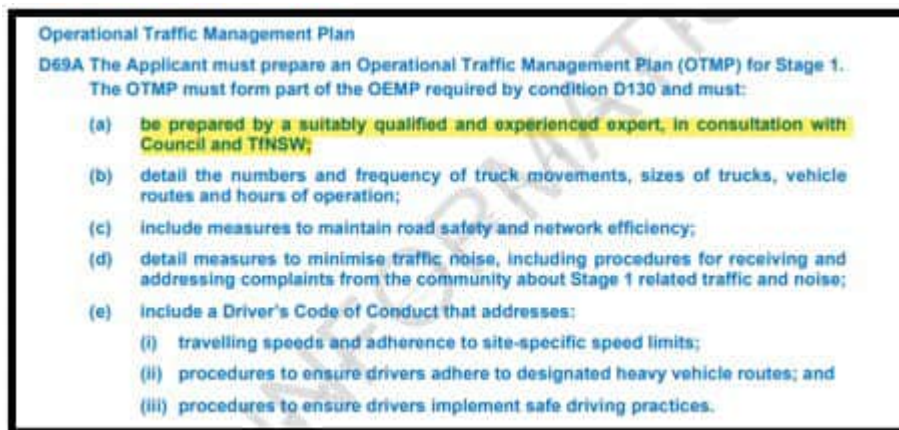 Operational Traffic Management Plan
D69A The Applicant must prepare an Operational Traffic Management Plan (OTMP) for Stage 1.
The OTMP must form part of the OEMP required by condition D130 and must:
(a) be prepared by a suitably qualified and experienced expert, in consultation with
Council and TfNSW;
(b) detail the numbers and frequency of truck movements, sizes of trucks, vehicle
routes and hours of operation;
(c) include measures to maintain road safety and network efficiency;
(d) detail measures to minimise traffic noise, including procedures for receiving and
addressing complaints from the community about Stage 1 related traffic and noise;
(e) include a Driver's Code of Conduct that addresses:
(i) travelling speeds and adherence to site-specific speed limits;
(ii) procedures to ensure drivers adhere to designated heavy vehicle routes; and
(iii) procedures to ensure drivers implement safe driving practices.